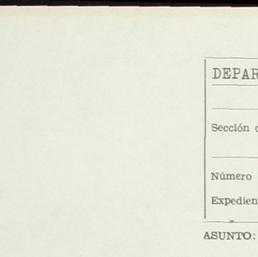 DEPAR
Sección
Número
Expedien
ASUNTO: